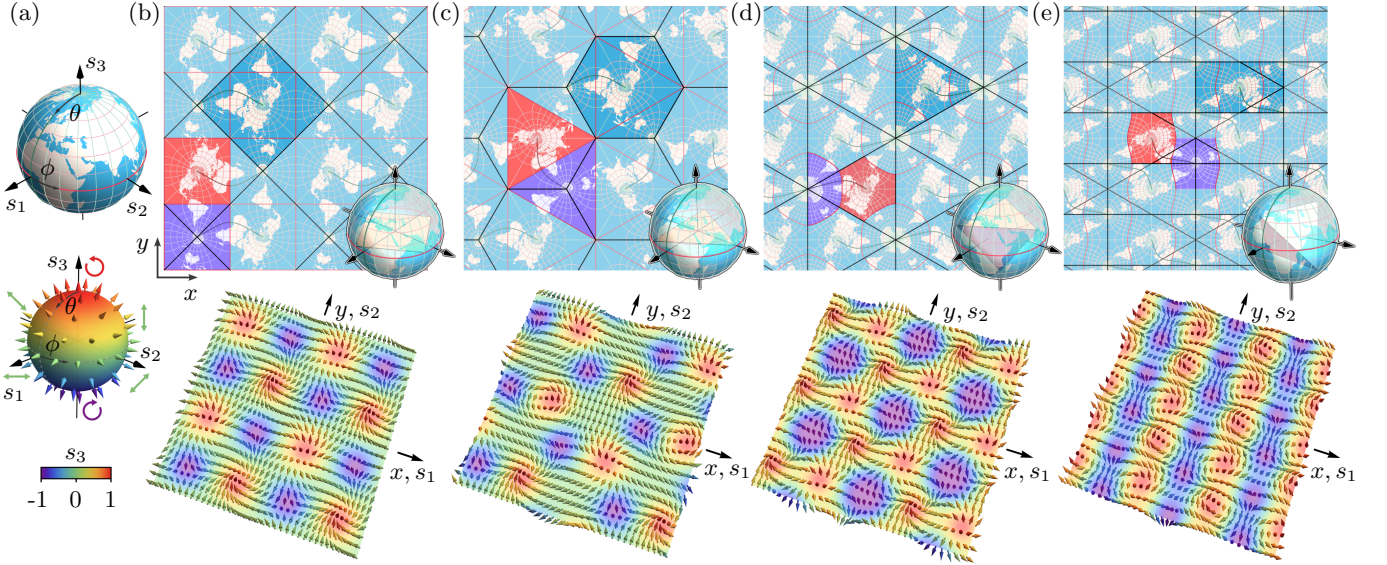 (a)
(b)
(c)
(d)
(e)
s₃
θ
ϕ
s₁
s₂
y
x
s₃
θ
ϕ
s₂
s₁
s₃
-1 0 1
y, s₂
x, s₁
y, s₂
x, s₁
y, s₂
x, s₁
y, s₂
x, s₁